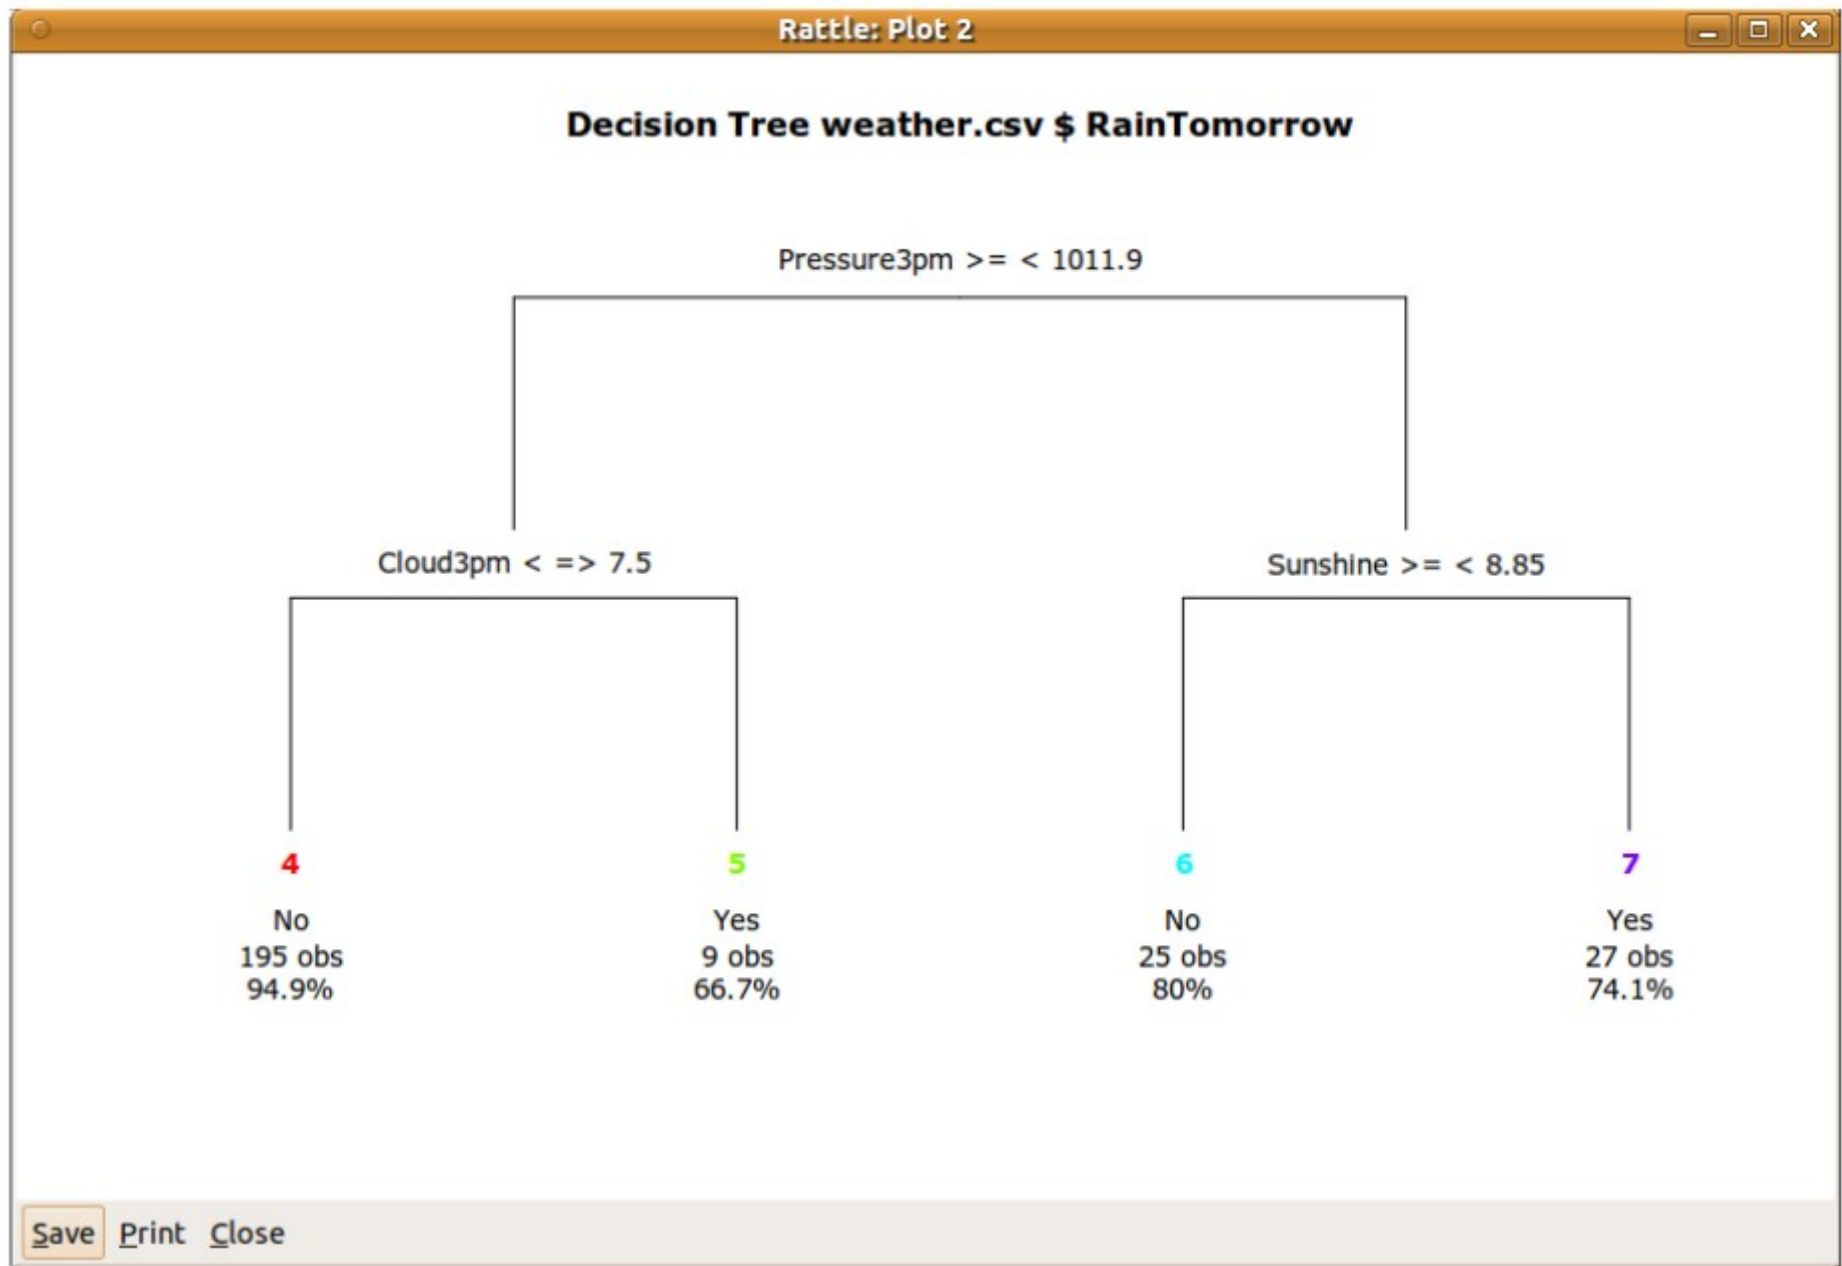 Rattle: Plot 2
Decision Tree weather.csv $ RainTomorrow
Pressure3pm >= < 1011.9
Cloud3pm < => 7.5
Sunshine >= < 8.85
4
No
195 obs
94.9%
5
Yes
9 obs
66.7%
6
No
25 obs
80%
7
Yes
27 obs
74.1%
Save Print Close